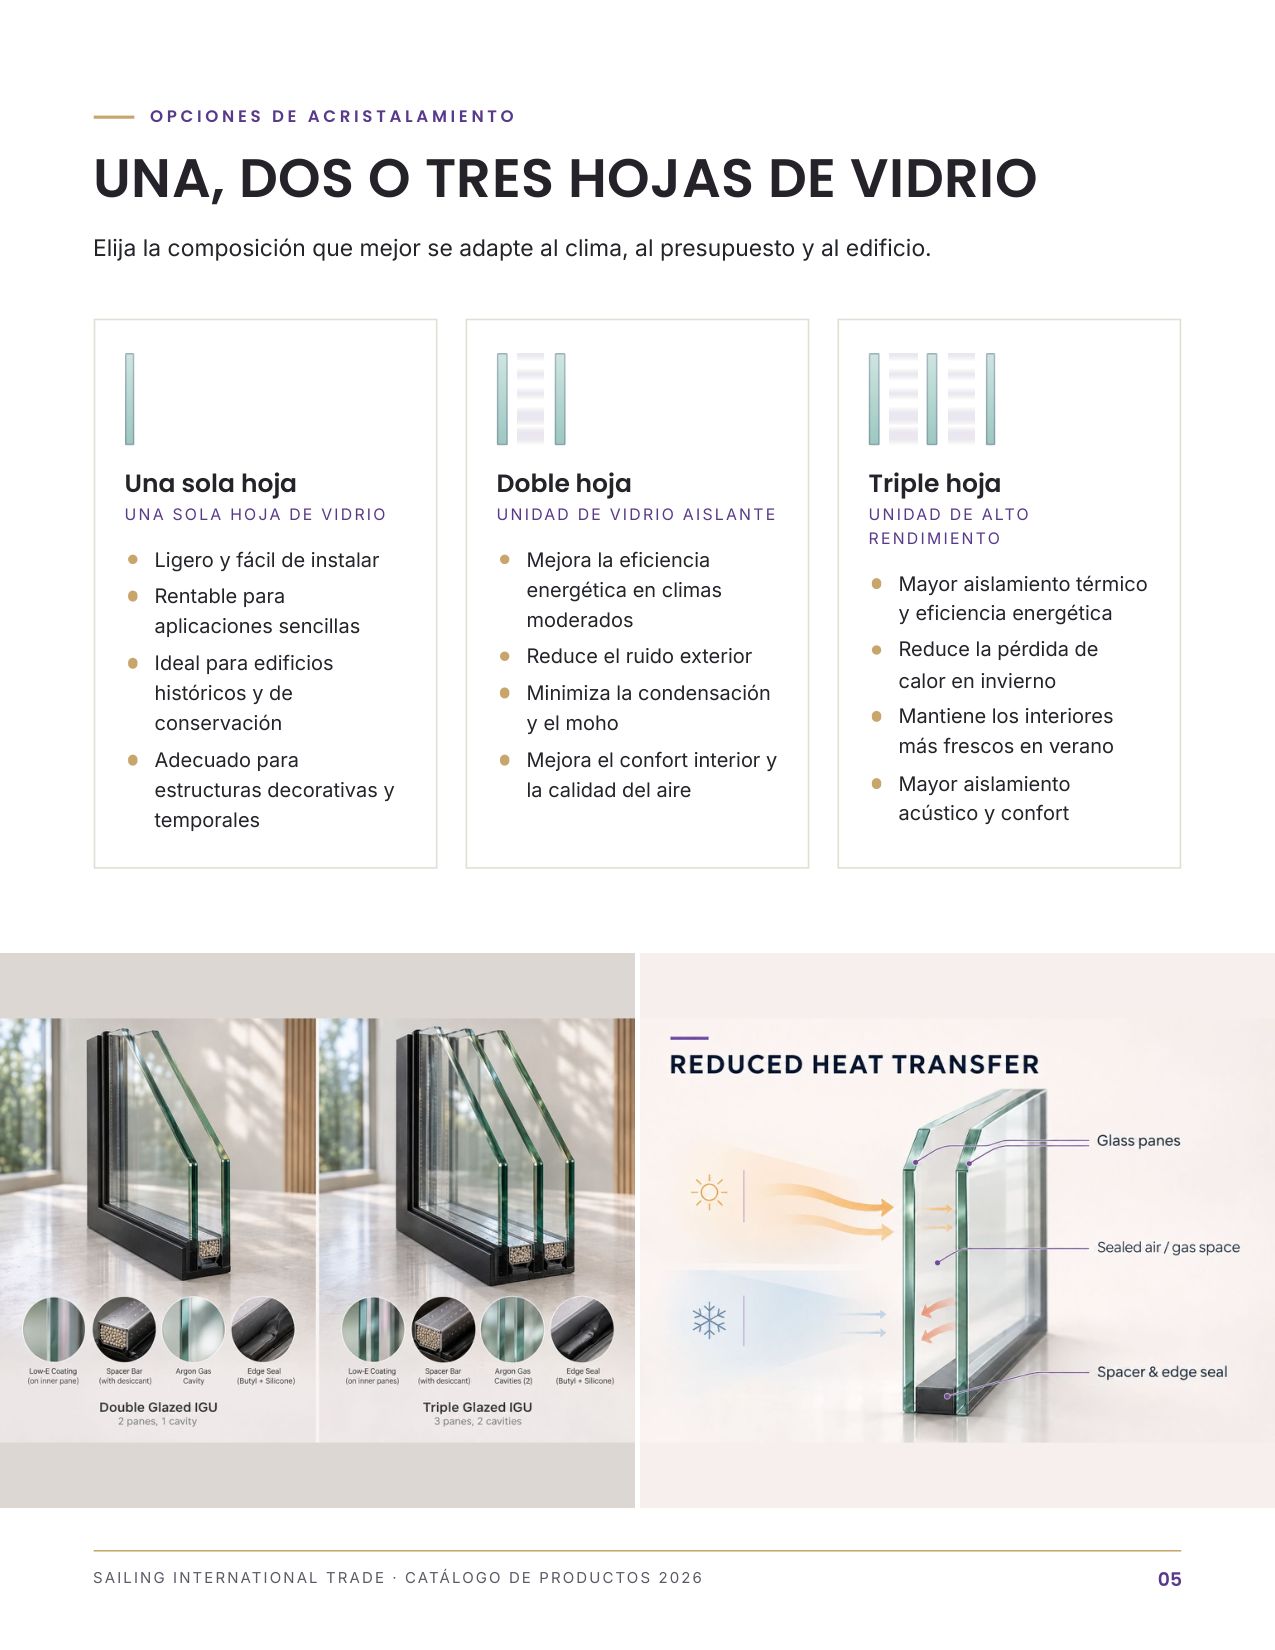 OPCIONES DE ACRISTALAMIENTO
UNA, DOS O TRES HOJAS DE VIDRIO
Elija la composición que mejor se adapte al clima, al presupuesto y al edificio.
Una sola hoja
UNA SOLA HOJA DE VIDRIO
Ligero y fácil de instalar
Rentable para
aplicaciones sencillas
Ideal para edificios
históricos y de
conservación
Adecuado para
estructuras decorativas y
temporales
Doble hoja
UNIDAD DE VIDRIO AISLANTE
Mejora la eficiencia
energética en climas
moderados
Reduce el ruido exterior
Minimiza la condensación
y el moho
Mejora el confort interior y
la calidad del aire
Triple hoja
UNIDAD DE ALTO
RENDIMIENTO
Mayor aislamiento térmico
y eficiencia energética
Reduce la pérdida de
calor en invierno
Mantiene los interiores
más frescos en verano
Mayor aislamiento
acústico y confort
Low-E Coating
(on inner pane)
Spacer Bar
(with desiccant)
Argon Gas
Cavity
Edge Seal
(Butyl + Silicone)
Double Glazed IGU
2 panes, 1 cavity
Low-E Coating
(on inner panes)
Spacer Bar
(with desiccant)
Argon Gas
Cavities (2)
Edge Seal
(Butyl + Silicone)
Triple Glazed IGU
3 panes, 2 cavities
REDUCED HEAT TRANSFER
Glass panes
Sealed air / gas space
Spacer & edge seal
SAILING INTERNATIONAL TRADE · CATÁLOGO DE PRODUCTOS 2026
05